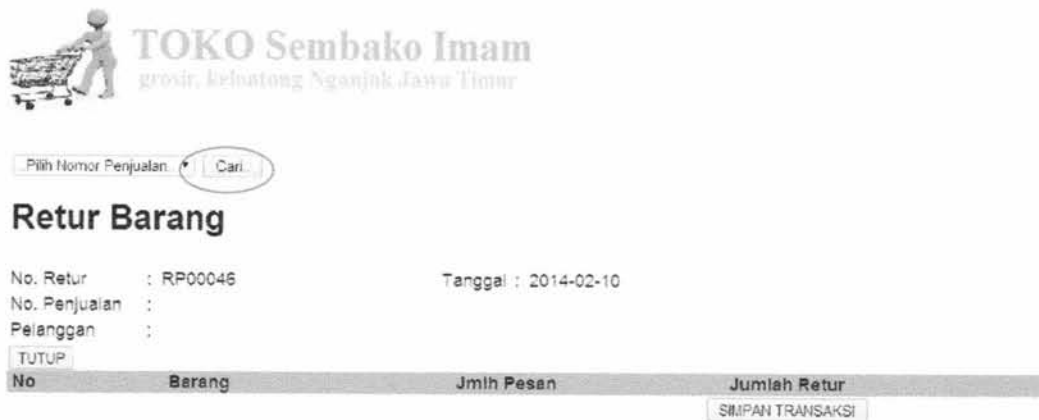 TOKO Sembako Imam
grosir, kelontong Nganjuk Jawa Timur
..Pilih Nomor Penjualan.. Cari..
Retur Barang
No. Retur : RP00046 Tanggal : 2014-02-10
No. Penjualan :
Pelanggan :
TUTUP
No Barang Jmlh Pesan Jumlah Retur
SIMPAN TRANSAKSI